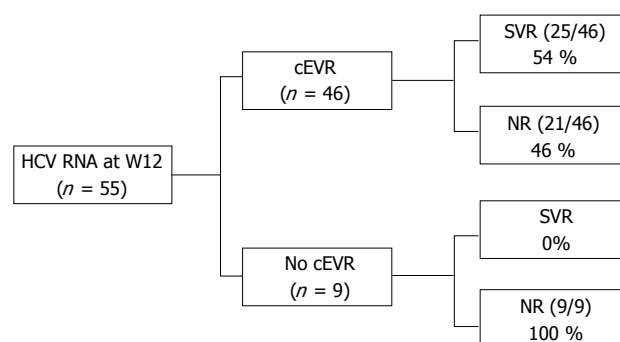 HCV RNA at W12
(n = 55)
cEVR
(n = 46)
SVR (25/46)
54 %
NR (21/46)
46 %
No cEVR
(n = 9)
SVR
0%
NR (9/9)
100 %